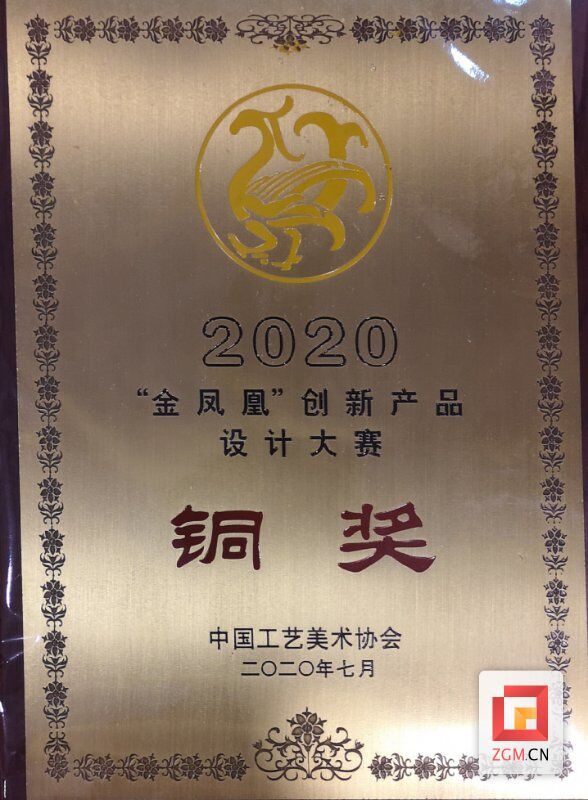 2020
“金凤凰”创新产品
设计大赛
铜奖
中国工艺美术协会
二〇二〇年七月
ZGM.CN